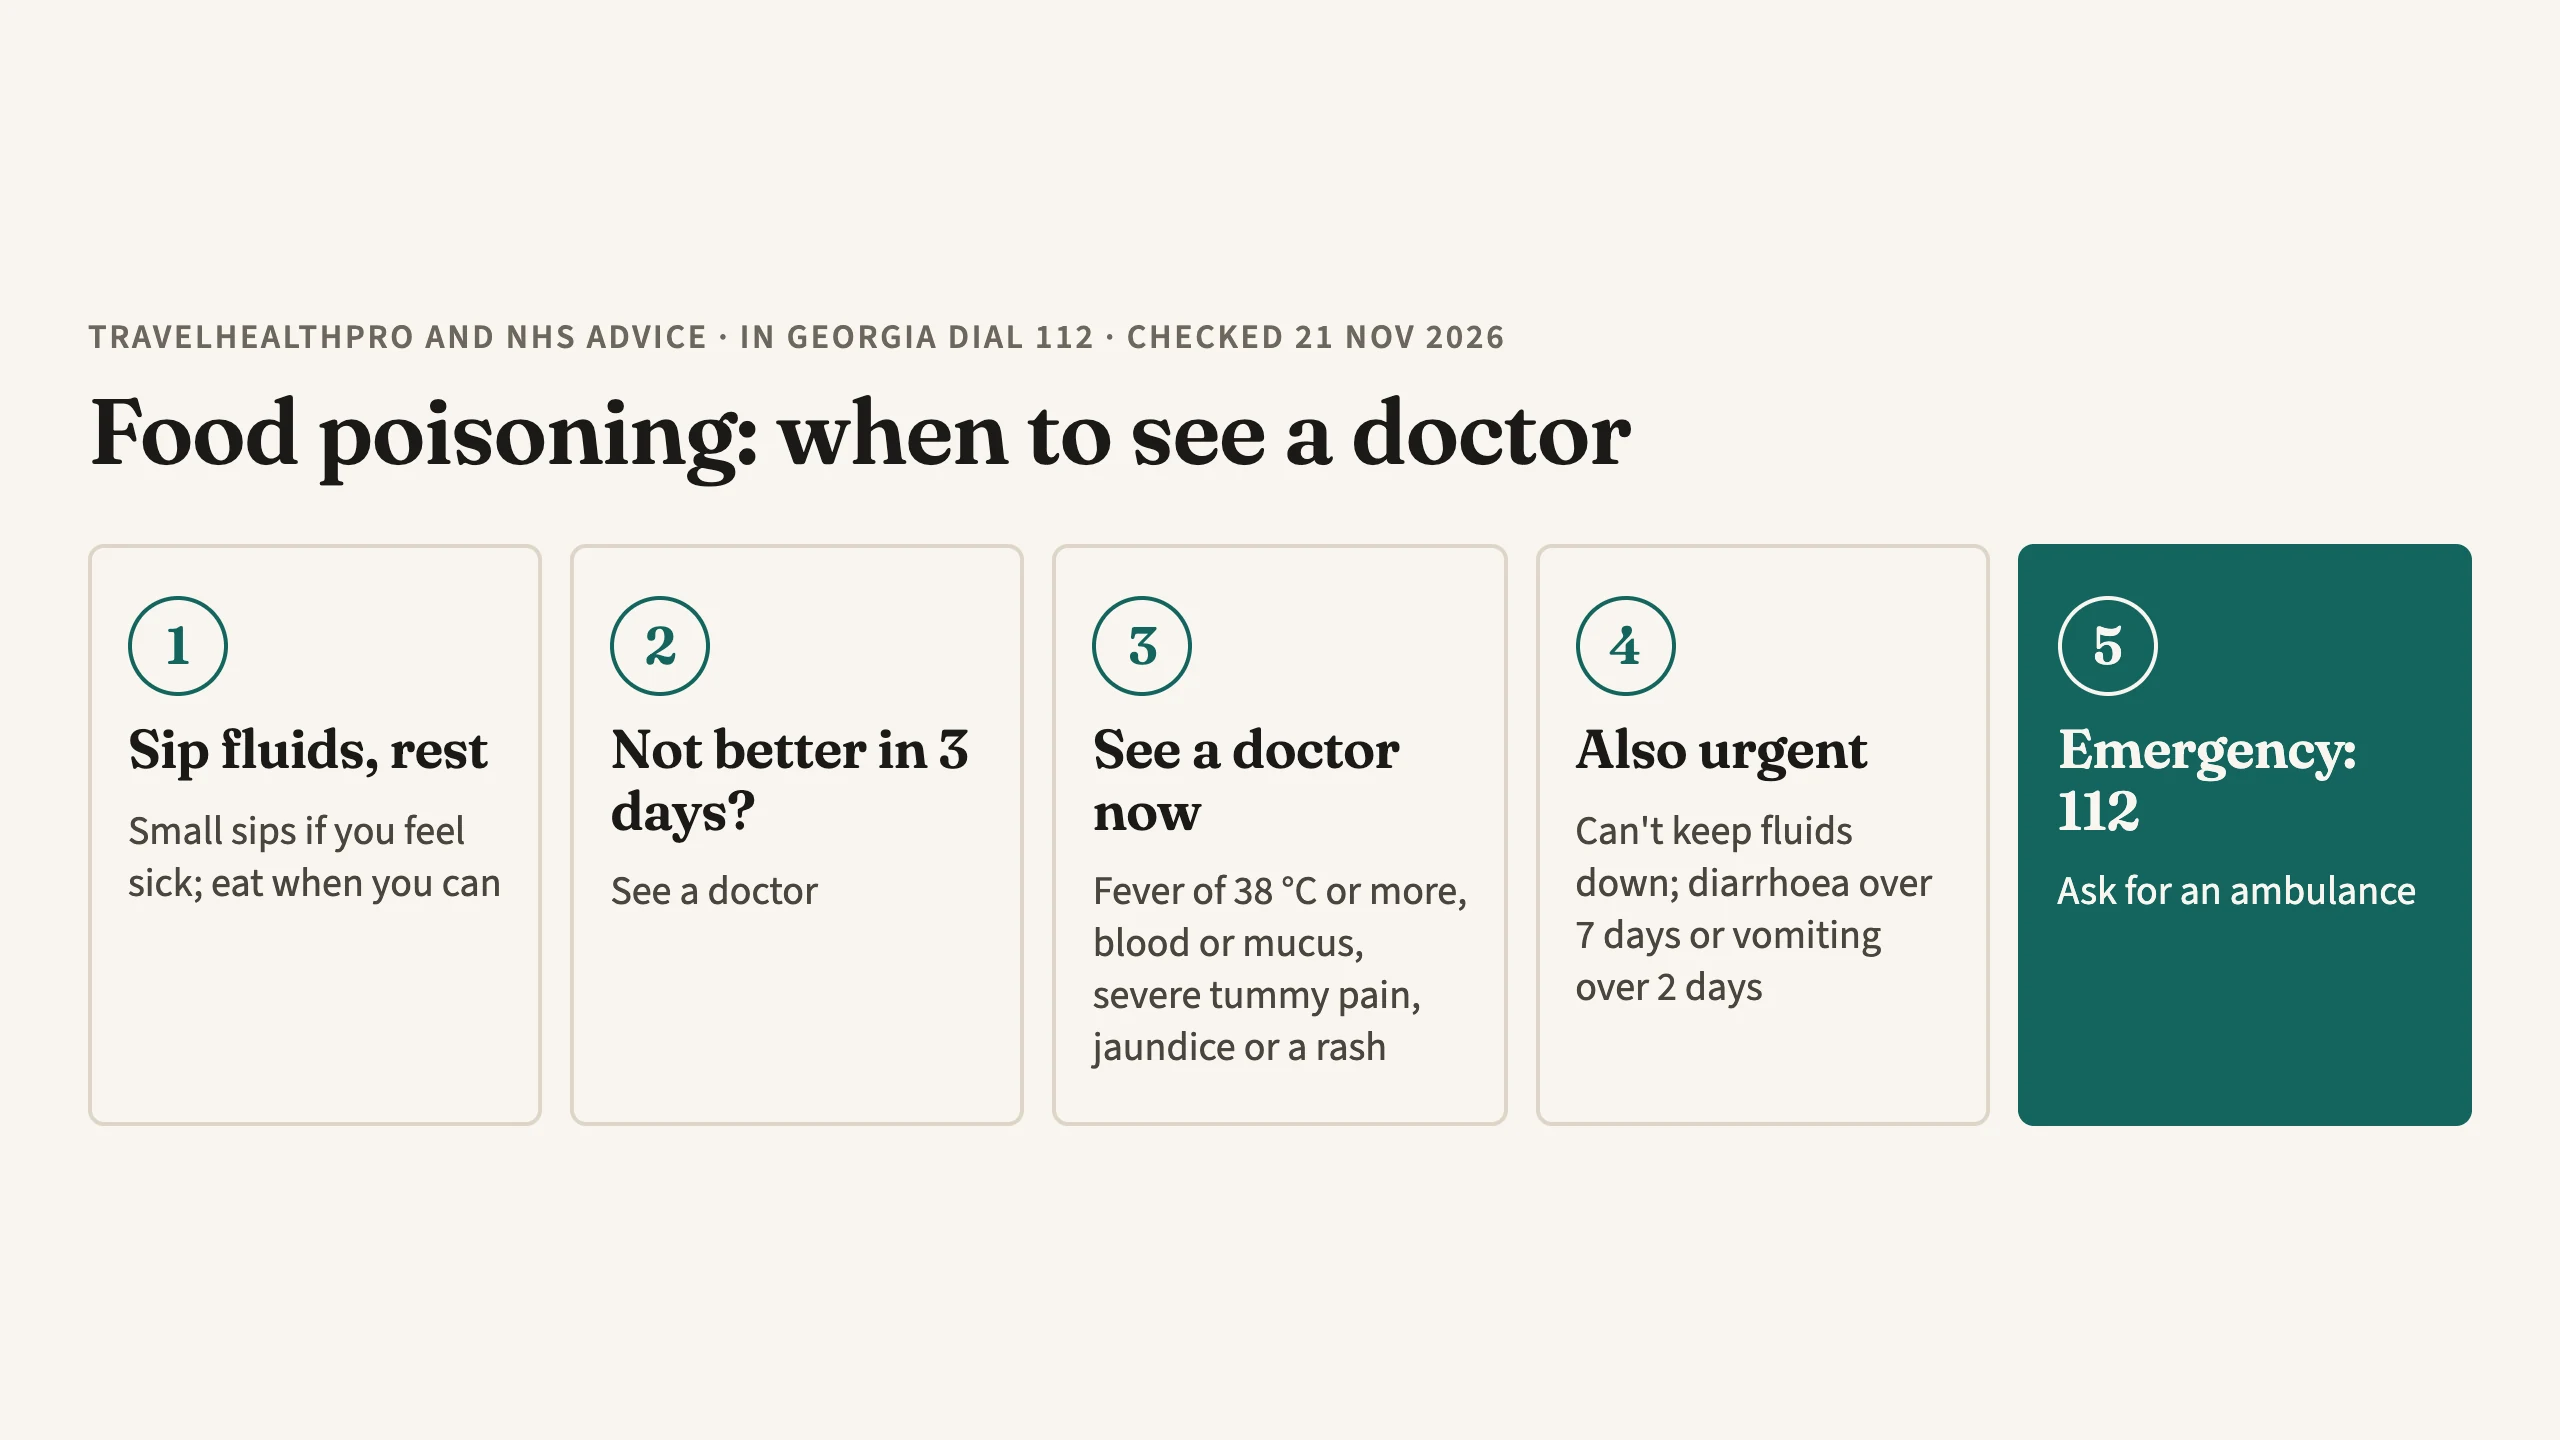 TRAVELHEALTHPRO AND NHS ADVICE · IN GEORGIA DIAL 112 · CHECKED 21 NOV 2026
Food poisoning: when to see a doctor
1
Sip fluids, rest
Small sips if you feel
sick; eat when you can
2
Not better in 3
days?
See a doctor
3
See a doctor
now
Fever of 38 °C or more,
blood or mucus,
severe tummy pain,
jaundice or a rash
4
Also urgent
Can't keep fluids
down; diarrhoea over
7 days or vomiting
over 2 days
5
Emergency:
112
Ask for an ambulance